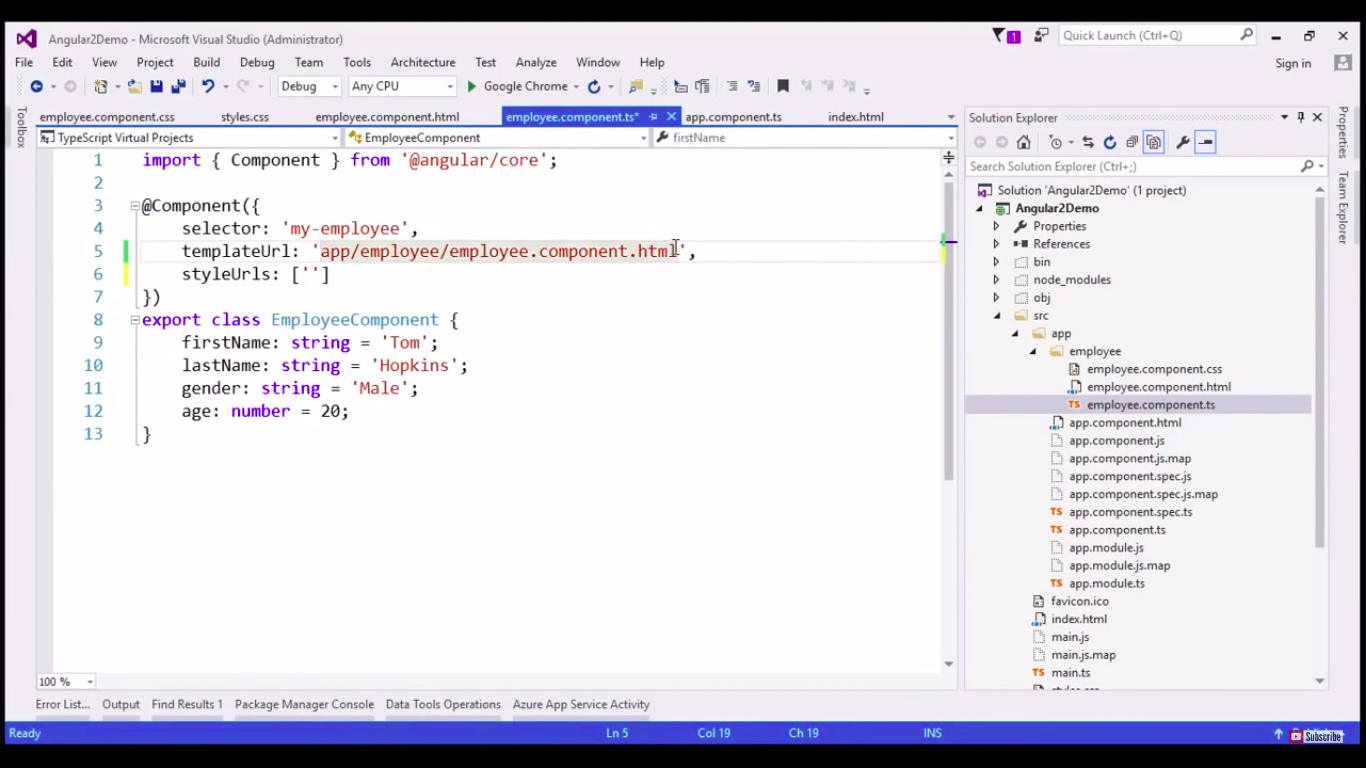 Angular2Demo - Microsoft Visual Studio (Administrator)
1
Quick Launch (Ctrl+Q)
File Edit View Project Build Debug Team Tools Architecture Test Analyze Window Help
Sign in
Debug Any CPU Google Chrome
Toolbox
employee.component.css styles.css employee.component.html employee.component.ts* app.component.ts index.html
TypeScript Virtual Projects EmployeeComponent firstName
1 import { Component } from '@angular/core';
2
3 @Component({
4 selector: 'my-employee',
5 templateUrl: 'app/employee/employee.component.html',
6 styleUrls: ['']
7 })
8 export class EmployeeComponent {
9 firstName: string = 'Tom';
10 lastName: string = 'Hopkins';
11 gender: string = 'Male';
12 age: number = 20;
13 }
100 %
Solution Explorer
Search Solution Explorer (Ctrl+;)
Solution 'Angular2Demo' (1 project)
Angular2Demo
Properties
References
bin
node_modules
obj
src
app
employee
employee.component.css
employee.component.html
TS employee.component.ts
app.component.html
app.component.js
app.component.js.map
app.component.spec.js
app.component.spec.js.map
TS app.component.spec.ts
TS app.component.ts
app.module.js
app.module.js.map
TS app.module.ts
favicon.ico
index.html
main.js
main.js.map
TS main.ts
Properties
Team Explorer
Error List... Output Find Results 1 Package Manager Console Data Tools Operations Azure App Service Activity
Ready Ln 5 Col 19 Ch 19 INS
Subscribe